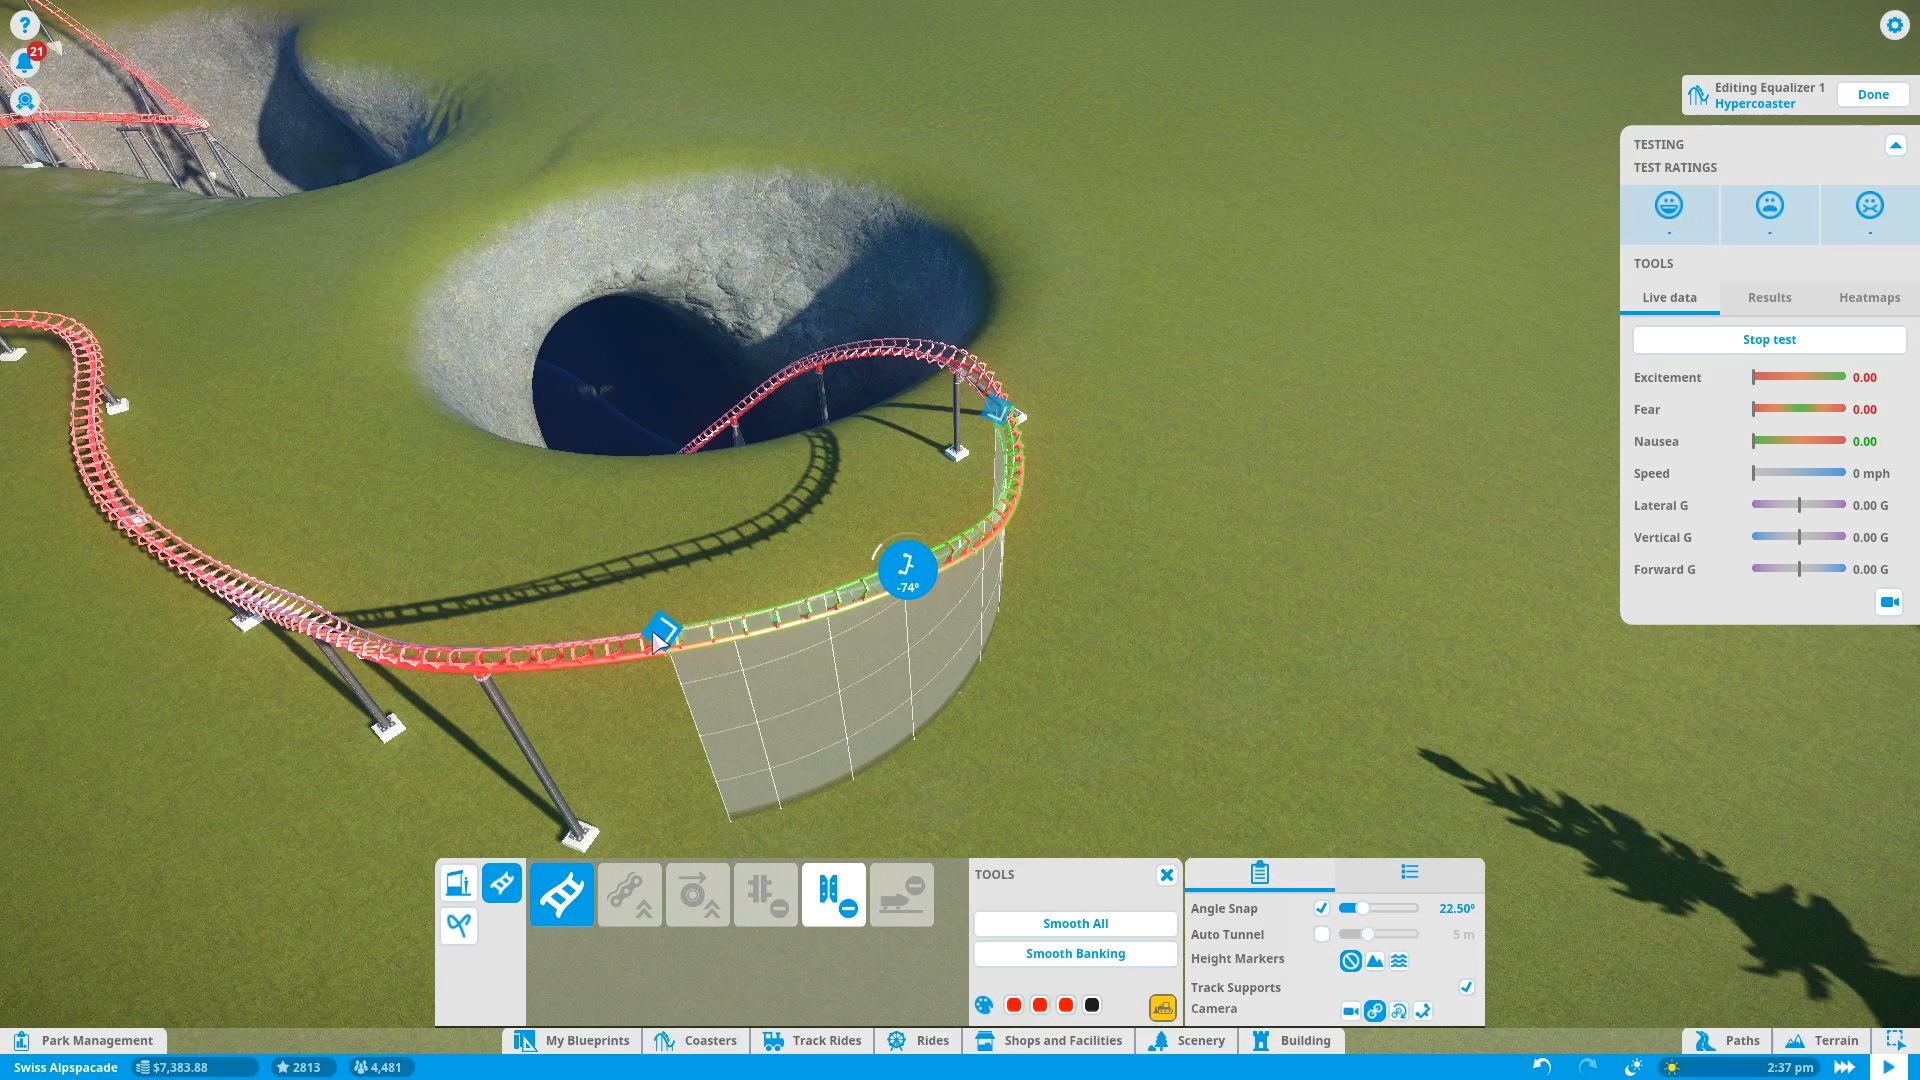 ?
21
Editing Equalizer 1
Hypercoaster
Done
TESTING
TEST RATINGS
- - -
TOOLS
Live data Results Heatmaps
Stop test
Excitement 0.00
Fear 0.00
Nausea 0.00
Speed 0 mph
Lateral G 0.00 G
Vertical G 0.00 G
Forward G 0.00 G
-74°
TOOLS
Smooth All
Smooth Banking
Angle Snap 22.50°
Auto Tunnel 5 m
Height Markers
Track Supports
Camera
Park Management My Blueprints Coasters Track Rides Rides Shops and Facilities Scenery Building Paths Terrain
Swiss Alpspacade $7,383.88 2813 4,481 2:37 pm